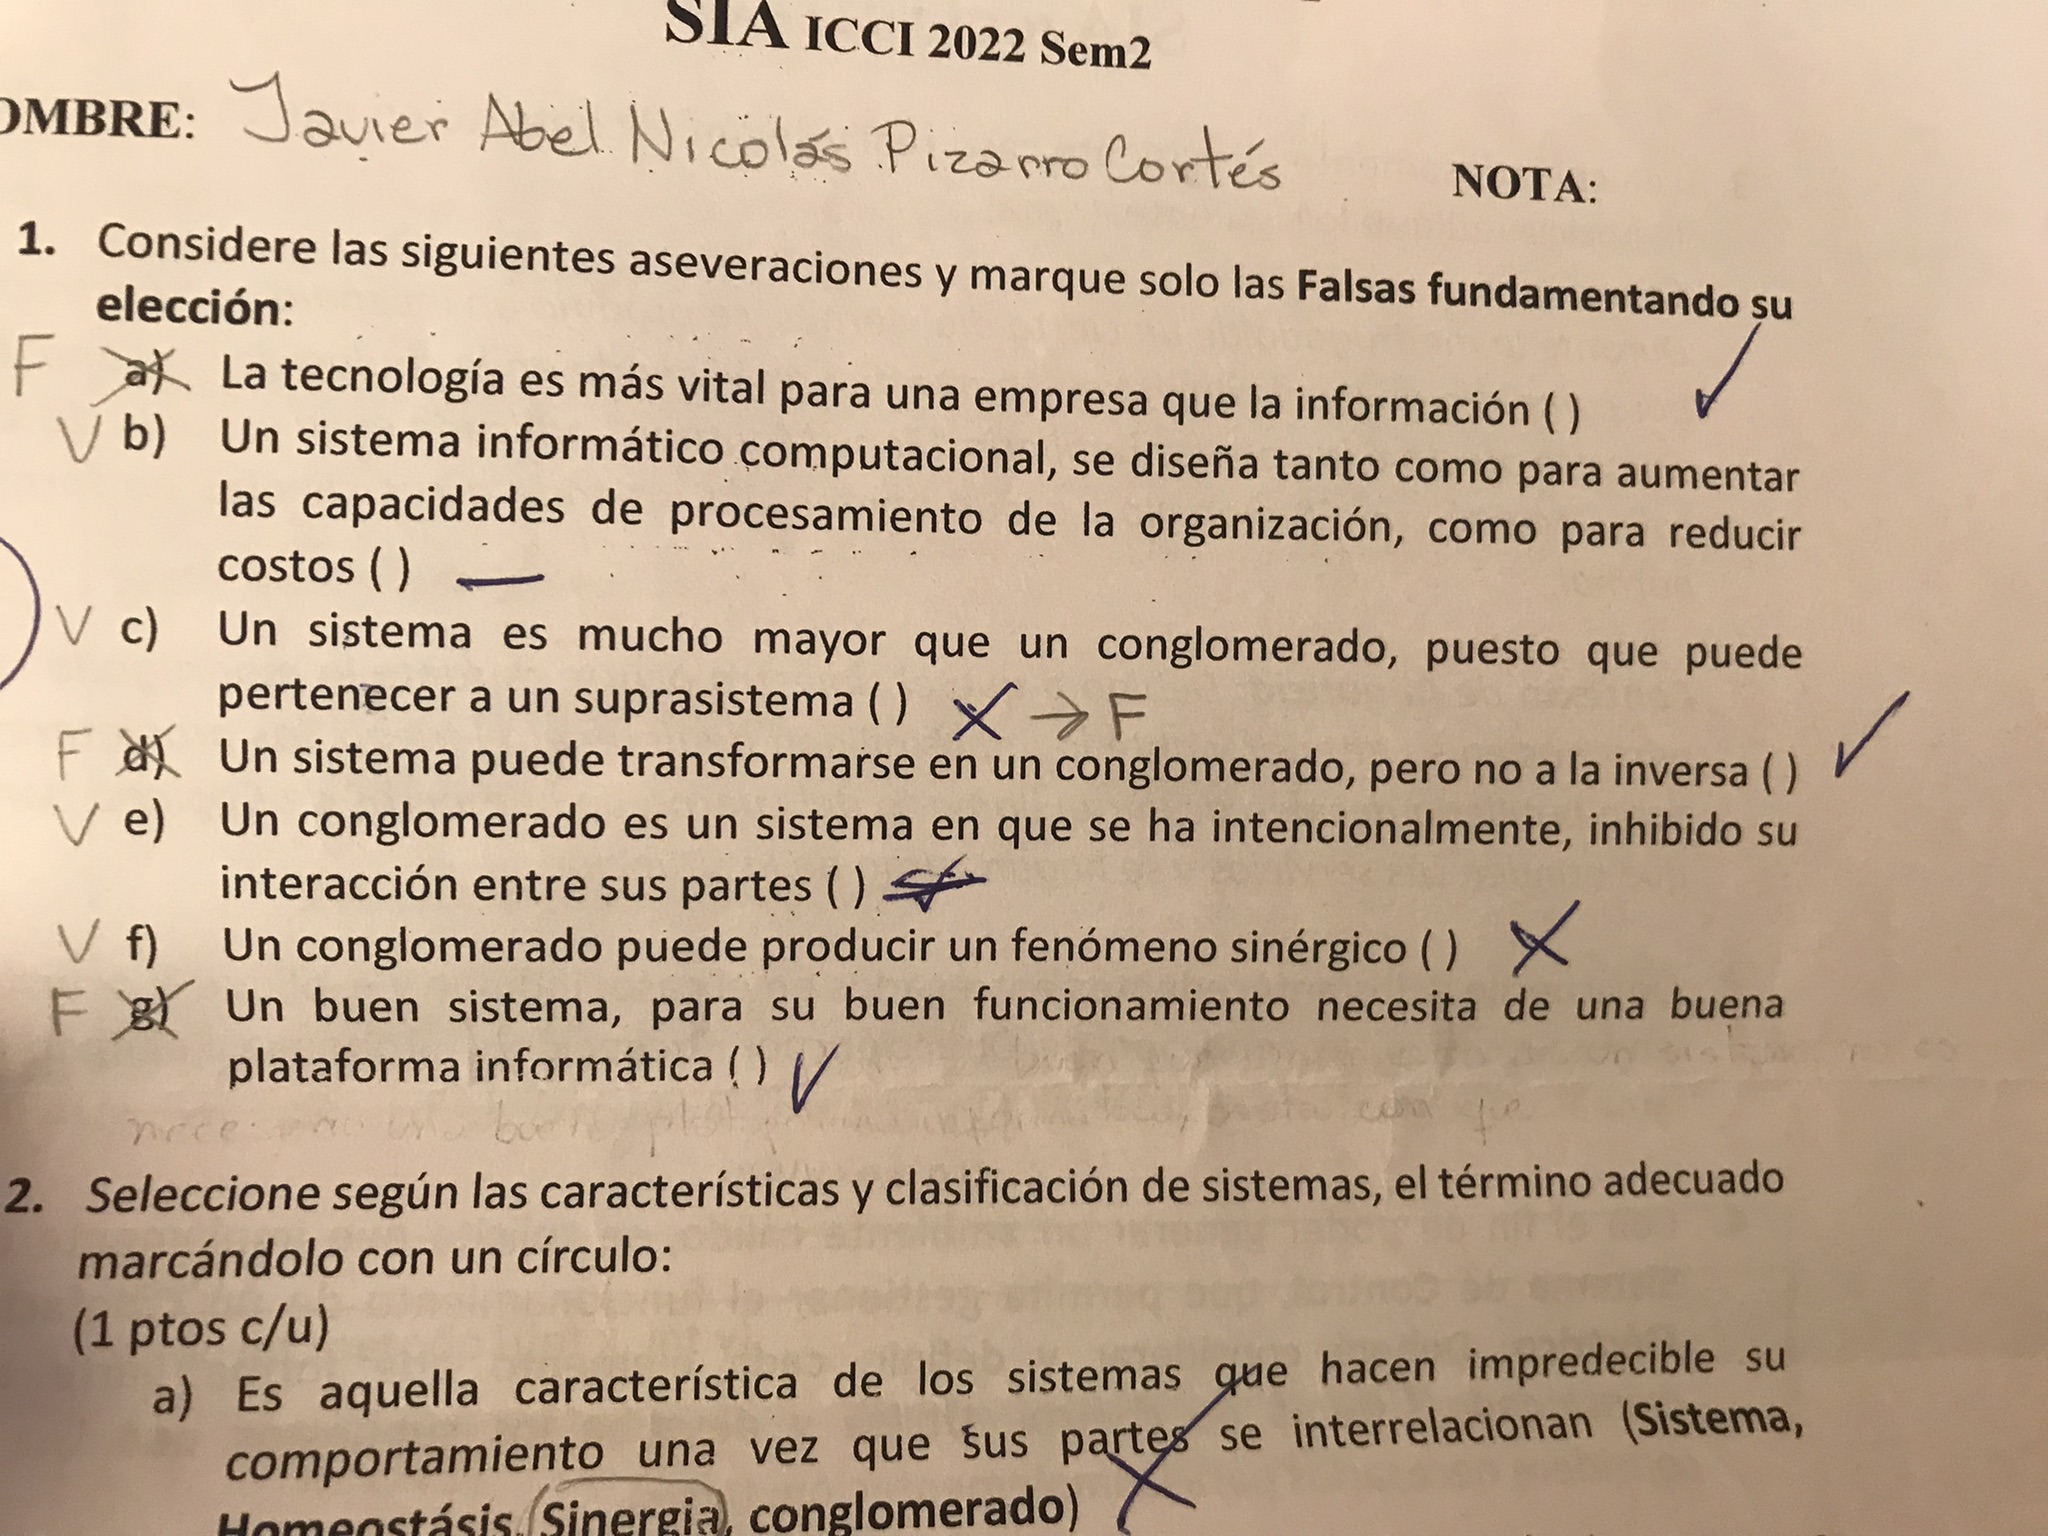 SIA ICCI 2022 Sem2
OMBRE: Javier Abel Nicolás Pizarro Cortés
NOTA:
1. Considere las siguientes aseveraciones y marque solo las Falsas fundamentando su
elección:
F a) La tecnología es más vital para una empresa que la información ( )
V b) Un sistema informático computacional, se diseña tanto como para aumentar
las capacidades de procesamiento de la organización, como para reducir
costos ( )
V c) Un sistema es mucho mayor que un conglomerado, puesto que puede
pertenecer a un suprasistema ( ) → F
F d) Un sistema puede transformarse en un conglomerado, pero no a la inversa ( )
V e) Un conglomerado es un sistema en que se ha intencionalmente, inhibido su
interacción entre sus partes ( )
V f) Un conglomerado puede producir un fenómeno sinérgico ( )
F g) Un buen sistema, para su buen funcionamiento necesita de una buena
plataforma informática ( )
2. Seleccione según las características y clasificación de sistemas, el término adecuado
marcándolo con un círculo:
(1 ptos c/u)
a) Es aquella característica de los sistemas que hacen impredecible su
comportamiento una vez que sus partes se interrelacionan (Sistema,
Homeostásis, Sinergia, conglomerado)